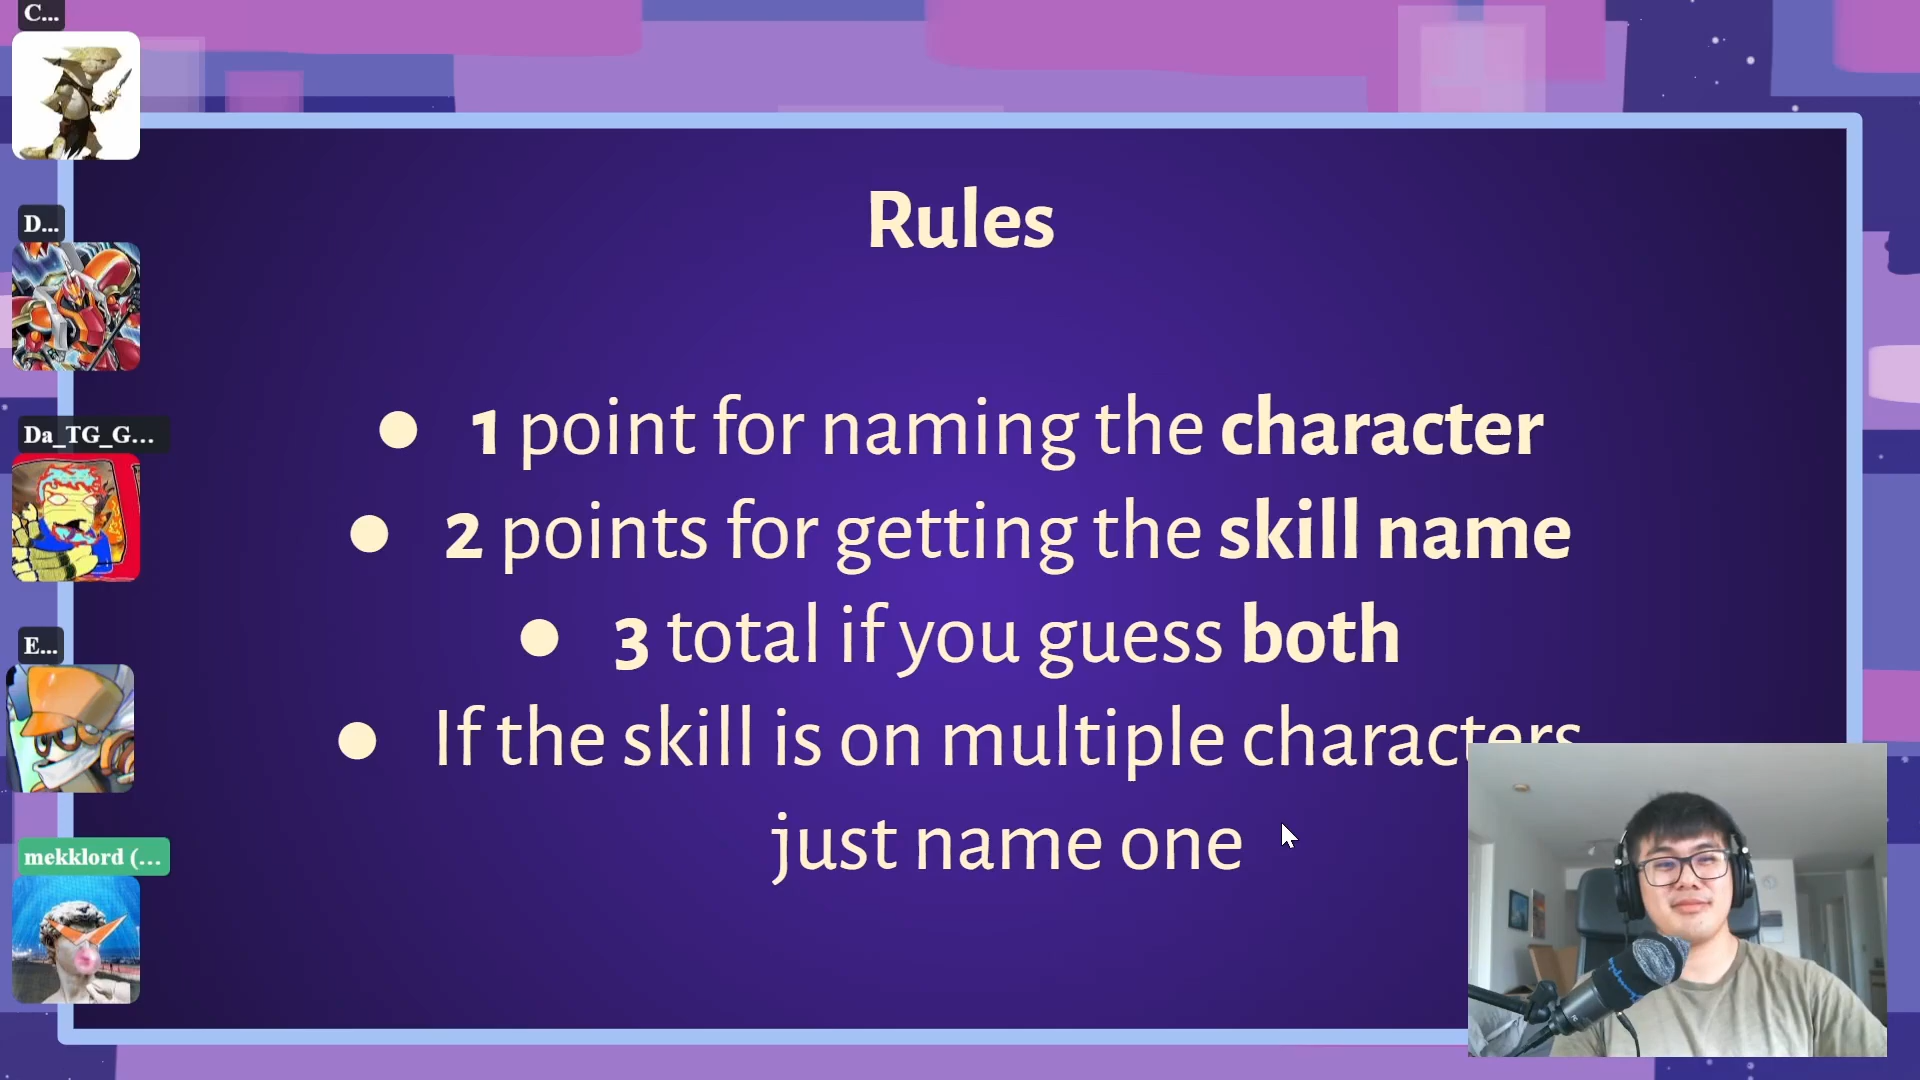 C...
D...
Da_TG_G...
E...
mekklord (...
Rules
● 1 point for naming the character
● 2 points for getting the skill name
● 3 total if you guess both
● If the skill is on multiple characters
just name one